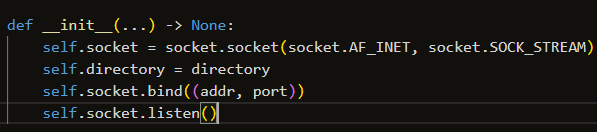 def __init__(...) -> None:
    self.socket = socket.socket(socket.AF_INET, socket.SOCK_STREAM)
    self.directory = directory
    self.socket.bind((addr, port))
    self.socket.listen()